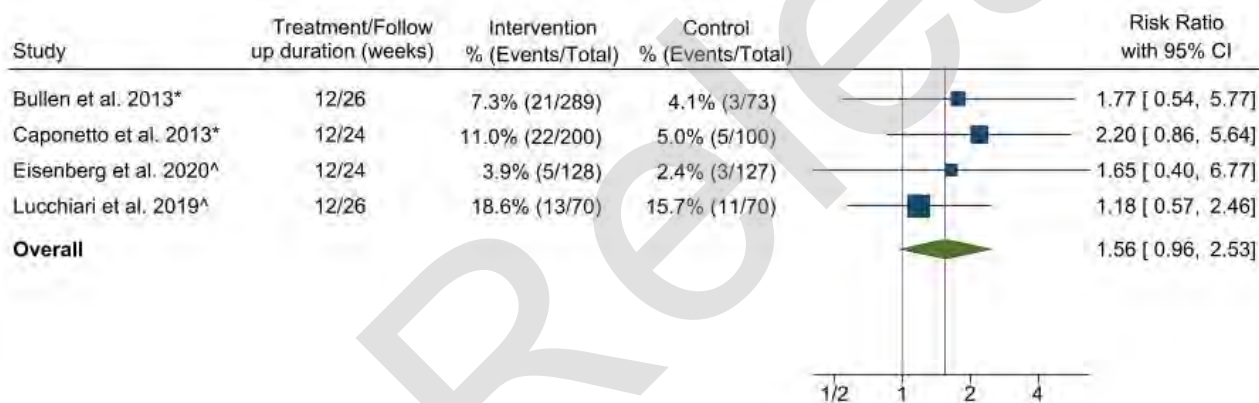 Study Treatment/Follow up duration (weeks) Intervention % (Events/Total) Control % (Events/Total) Risk Ratio with 95% CI
Bullen et al. 2013* 12/26 7.3% (21/289) 4.1% (3/73) 1.77 [ 0.54, 5.77]
Caponetto et al. 2013* 12/24 11.0% (22/200) 5.0% (5/100) 2.20 [ 0.86, 5.64]
Eisenberg et al. 2020^ 12/24 3.9% (5/128) 2.4% (3/127) 1.65 [ 0.40, 6.77]
Lucchiari et al. 2019^ 12/26 18.6% (13/70) 15.7% (11/70) 1.18 [ 0.57, 2.46]
Overall 1.56 [ 0.96, 2.53]
1/2 1 2 4